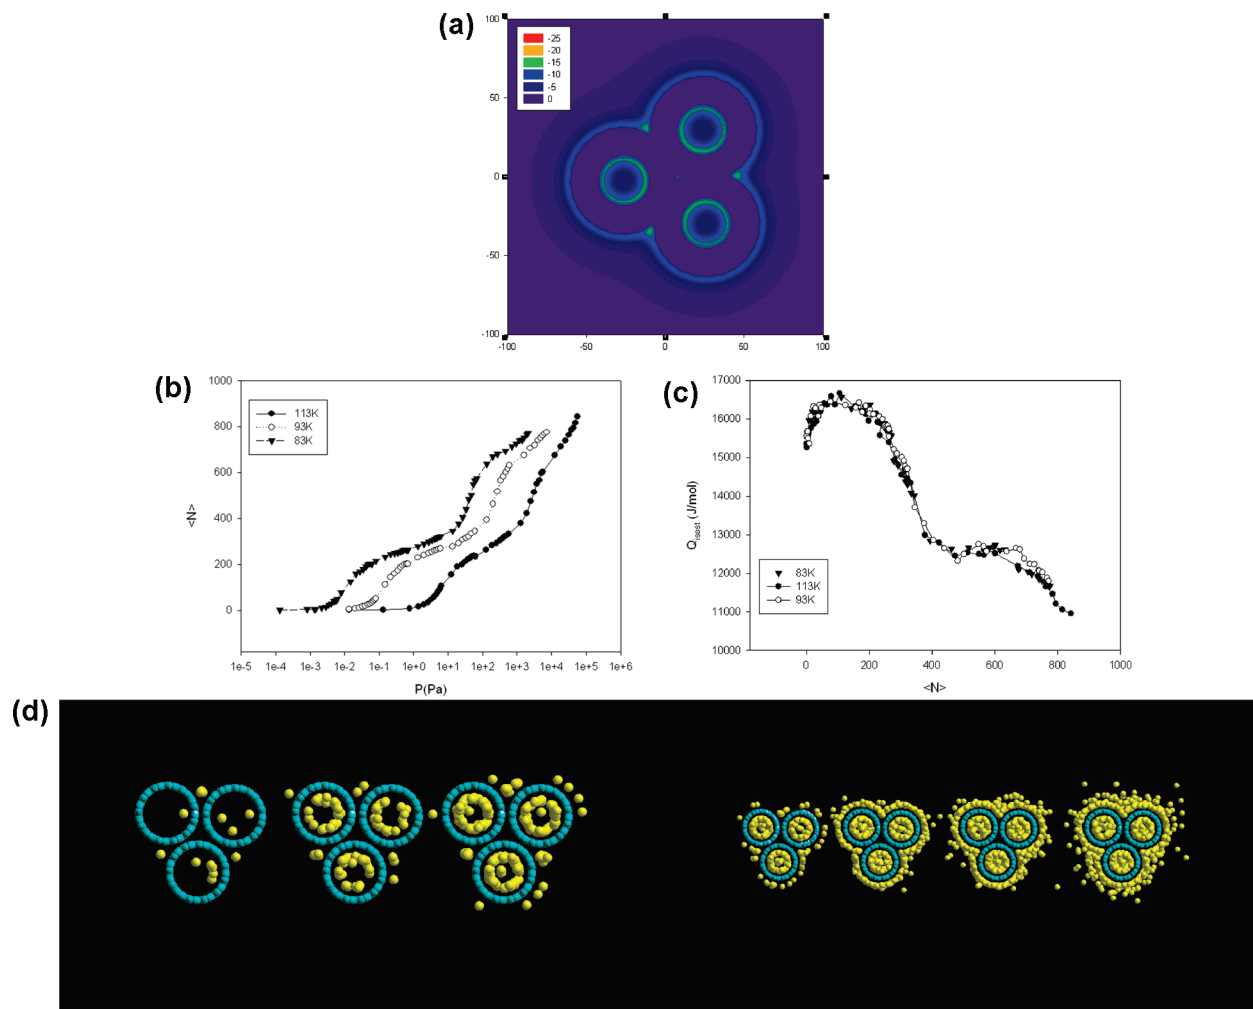 (a)
100
50
0
-50
-100
-25
-20
-15
-10
-5
0
-100
-50
0
50
100
(b)
1000
800
600
400
200
0
<N>
113K
93K
83K
1e-5
1e-4
1e-3
1e-2
1e-1
1e+0
1e+1
1e+2
1e+3
1e+4
1e+5
1e+6
P(Pa)
(c)
17000
16000
15000
14000
13000
12000
11000
10000
Qisost (J/mol)
83K
113K
93K
0
200
400
600
800
1000
<N>
(d)